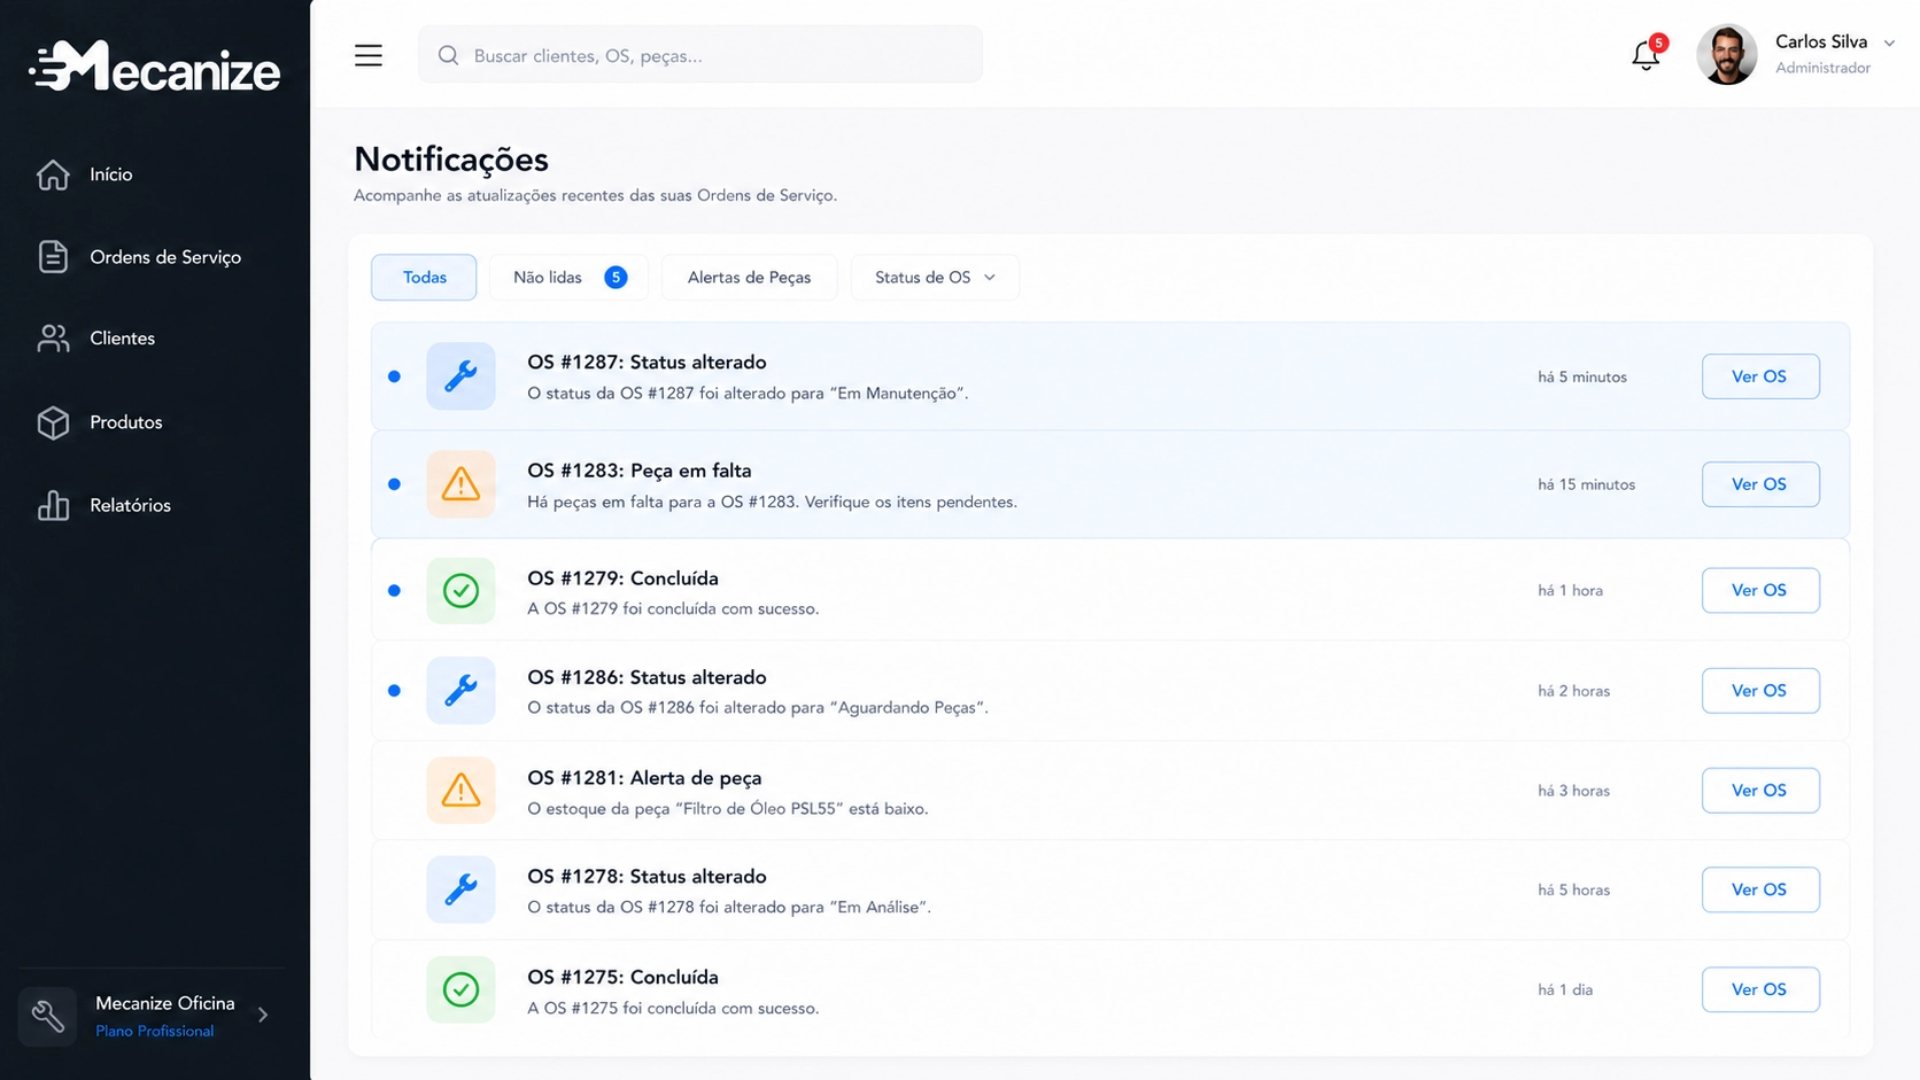 Mecanize
Buscar clientes, OS, peças...
5
Carlos Silva
Administrador
Início
Ordens de Serviço
Clientes
Produtos
Relatórios
Mecanize Oficina
Plano Profissional
Notificações
Acompanhe as atualizações recentes das suas Ordens de Serviço.
Todas
Não lidas 5
Alertas de Peças
Status de OS
OS #1287: Status alterado
O status da OS #1287 foi alterado para “Em Manutenção”.
há 5 minutos
Ver OS
OS #1283: Peça em falta
Há peças em falta para a OS #1283. Verifique os itens pendentes.
há 15 minutos
Ver OS
OS #1279: Concluída
A OS #1279 foi concluída com sucesso.
há 1 hora
Ver OS
OS #1286: Status alterado
O status da OS #1286 foi alterado para “Aguardando Peças”.
há 2 horas
Ver OS
OS #1281: Alerta de peça
O estoque da peça “Filtro de Óleo PSL55” está baixo.
há 3 horas
Ver OS
OS #1278: Status alterado
O status da OS #1278 foi alterado para “Em Análise”.
há 5 horas
Ver OS
OS #1275: Concluída
A OS #1275 foi concluída com sucesso.
há 1 dia
Ver OS